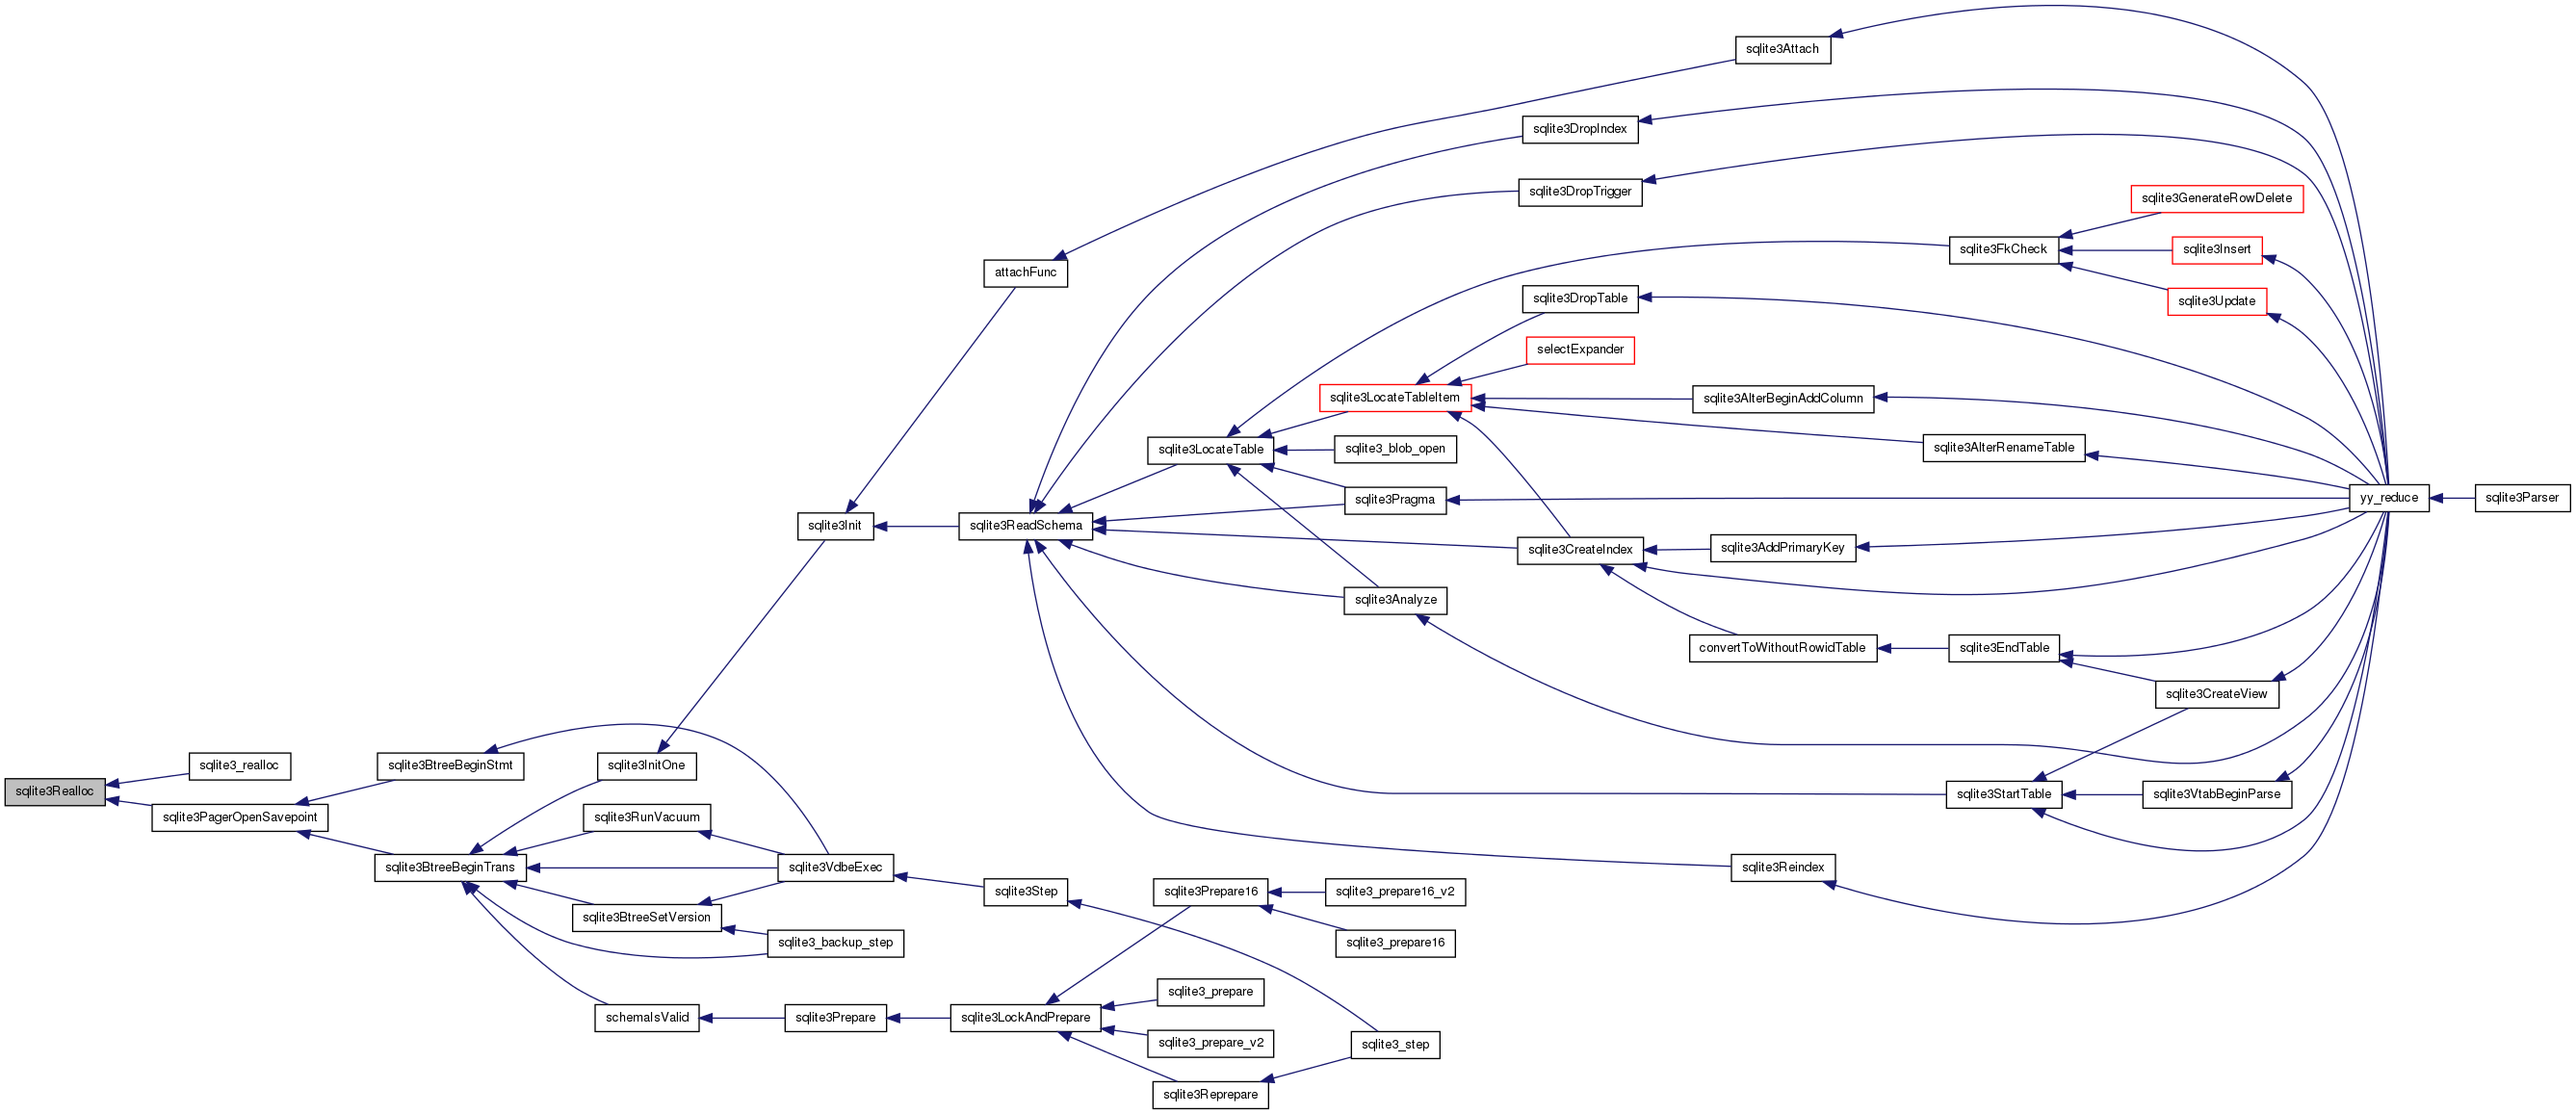 sqlite3Attach
sqlite3DropIndex
sqlite3DropTrigger
sqlite3GenerateRowDelete
sqlite3FkCheck
sqlite3Insert
attachFunc
sqlite3DropTable
sqlite3Update
selectExpander
sqlite3LocateTableItem
sqlite3AlterBeginAddColumn
sqlite3LocateTable
sqlite3_blob_open
sqlite3AlterRenameTable
sqlite3Pragma
yy_reduce
sqlite3Parser
sqlite3Init
sqlite3ReadSchema
sqlite3CreateIndex
sqlite3AddPrimaryKey
sqlite3Analyze
convertToWithoutRowidTable
sqlite3EndTable
sqlite3CreateView
sqlite3_realloc
sqlite3BtreeBeginStmt
sqlite3InitOne
sqlite3Realloc
sqlite3StartTable
sqlite3VtabBeginParse
sqlite3PagerOpenSavepoint
sqlite3RunVacuum
sqlite3BtreeBeginTrans
sqlite3VdbeExec
sqlite3Reindex
sqlite3Step
sqlite3Prepare16
sqlite3_prepare16_v2
sqlite3BtreeSetVersion
sqlite3_backup_step
sqlite3_prepare16
sqlite3_prepare
schemaIsValid
sqlite3Prepare
sqlite3LockAndPrepare
sqlite3_prepare_v2
sqlite3_step
sqlite3Reprepare